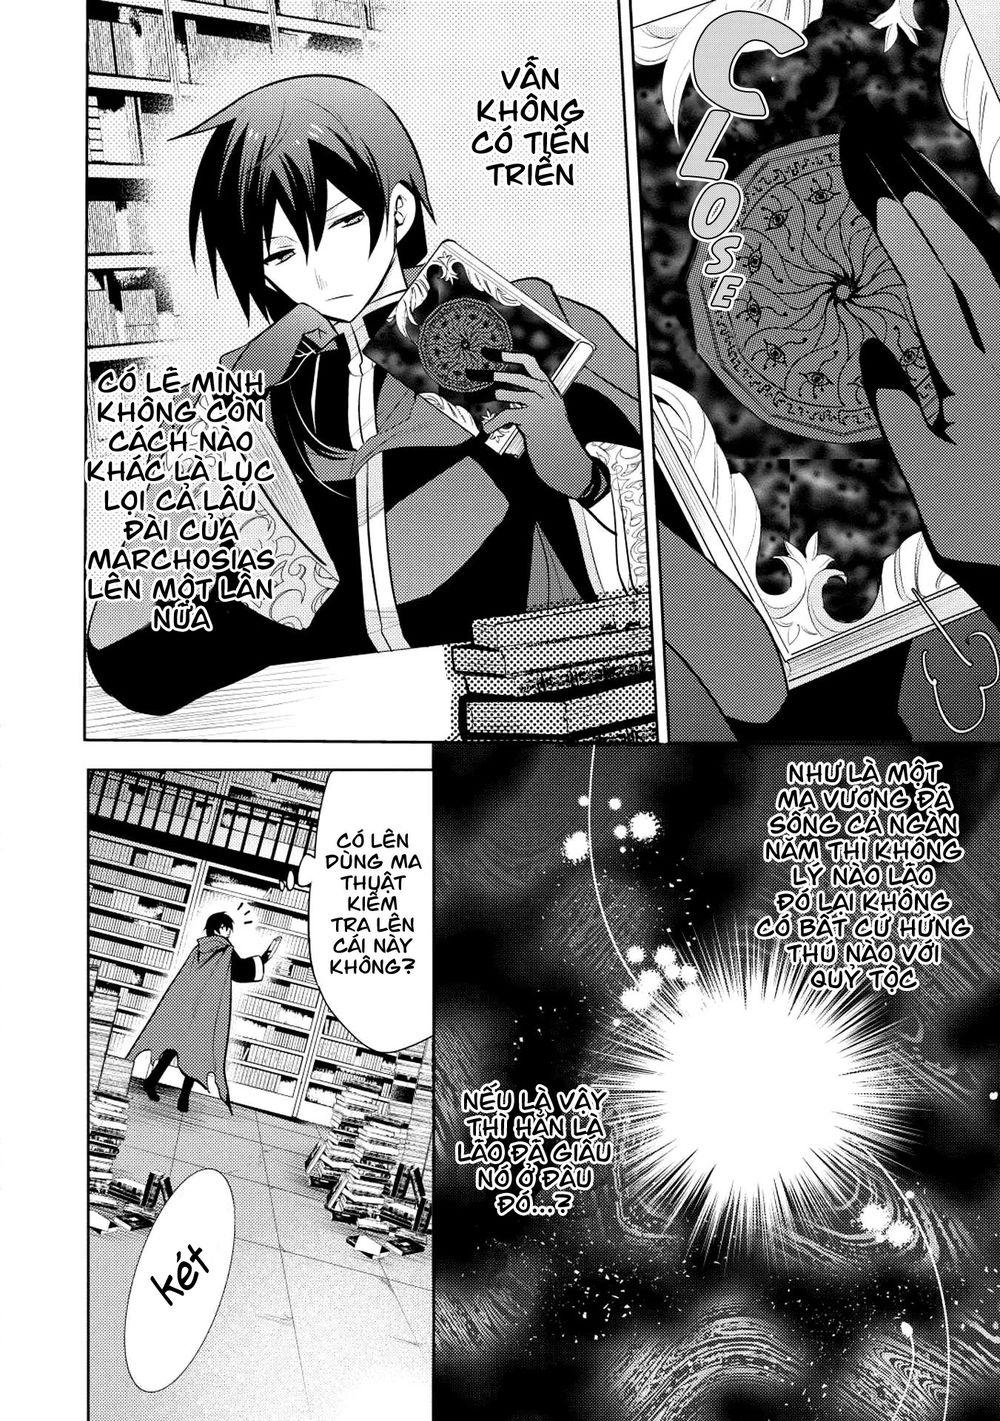 CLOSE
VẪN
KHÔNG
CÓ TIẾN
TRIỂN
CÓ LẼ MÌNH
KHÔNG CÒN
CÁCH NÀO
KHÁC LÀ LỤC
LỌI CẢ LÂU
ĐÀI CỦA
MARCHOSIAS
LÊN MỘT LẦN
NỮA
NHƯ LÀ MỘT
MA VƯƠNG ĐÃ
SỐNG CẢ NGÀN
NĂM THÌ KHÔNG
LÝ NÀO LÃO
ĐÓ LẠI KHÔNG
CÓ BẤT CỨ HỨNG
THÚ NÀO VỚI
QUỶ TỘC
NẾU LÀ VẬY
THÌ HẲN LÀ
LÃO ĐÃ GIẤU
NÓ Ở ĐÂU
ĐÓ...?
CÓ LÊN
DÙNG MA
THUẬT
KIỂM
TRA LÊN
CÁI NÀY
KHÔNG?
két